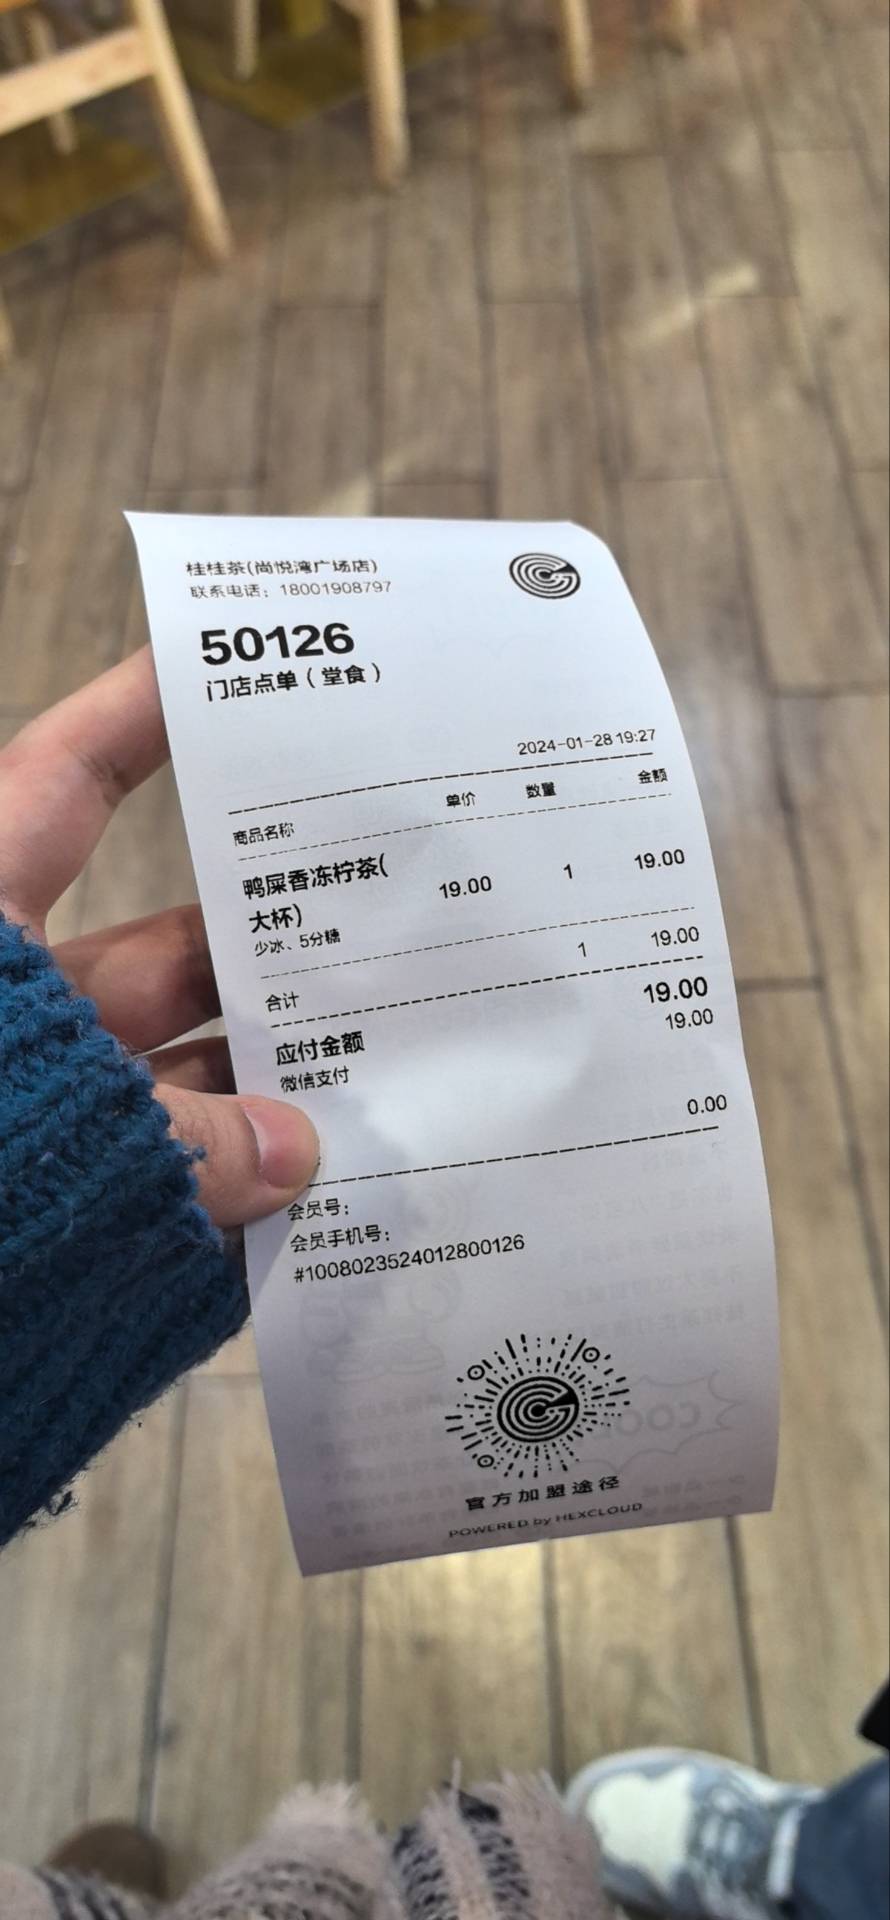 桂桂茶(尚悦湾广场店)
联系电话：18001908797
50126
门店点单（堂食）
2024-01-28 19:27
商品名称 单价 数量 金额
鸭屎香冻柠茶( 19.00 1 19.00
大杯)
少冰、5分糖
合计 1 19.00
应付金额 19.00
微信支付 19.00
0.00
会员号：
会员手机号：
#1008023524012800126
官方加盟途径
POWERED by HEXCLOUD